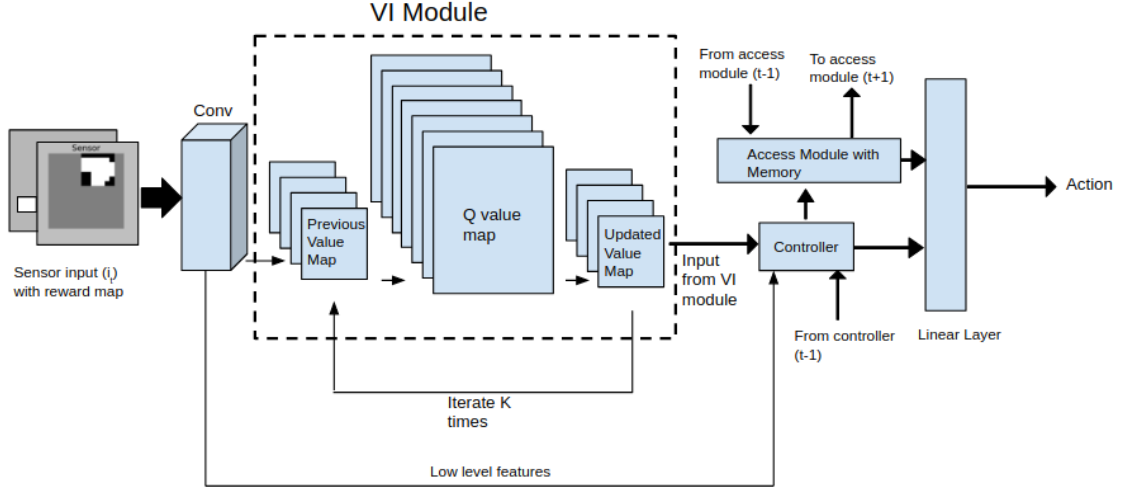 VI Module
Conv
Sensor
Sensor input (it)
with reward map
Previous
Value
Map
Q value
map
Updated
Value
Map
Iterate K
times
Low level features
Input
from VI
module
From access
module (t-1)
To access
module (t+1)
Access Module with
Memory
Controller
From controller
(t-1)
Linear Layer
Action